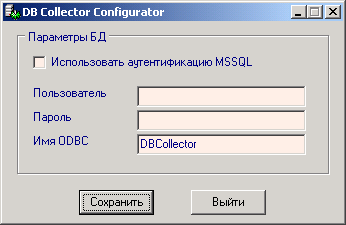 DB Collector Configurator
Параметры БД
Использовать аутентификацию MSSQL
Пользователь
Пароль
Имя ODBC DBCollector
Сохранить Выйти